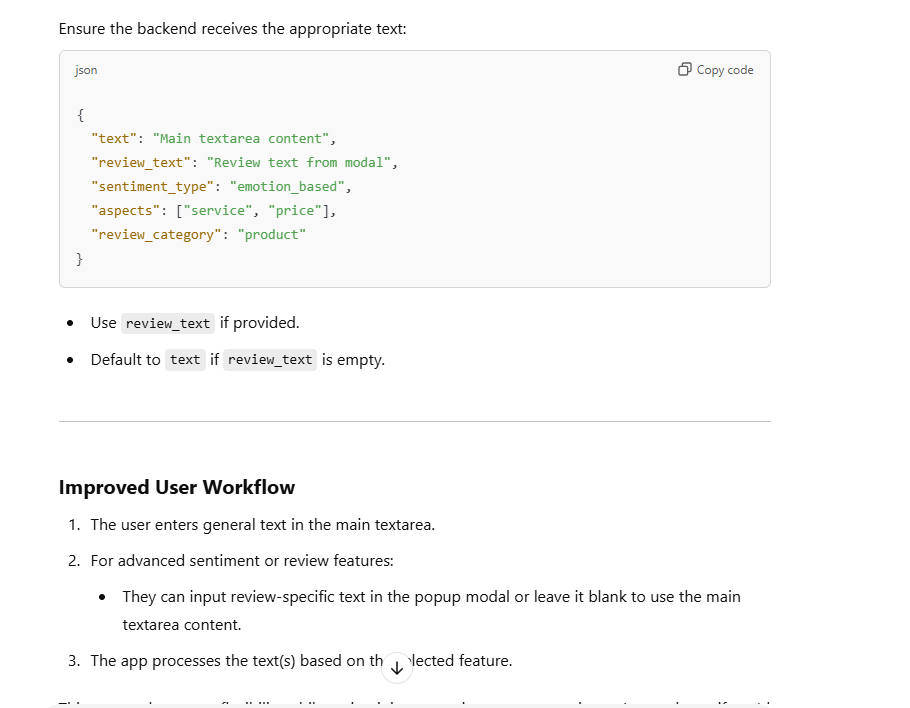 Ensure the backend receives the appropriate text:
json
Copy code
{
"text": "Main textarea content",
"review_text": "Review text from modal",
"sentiment_type": "emotion_based",
"aspects": ["service", "price"],
"review_category": "product"
}
Use review_text if provided.
Default to text if review_text is empty.
Improved User Workflow
1. The user enters general text in the main textarea.
2. For advanced sentiment or review features:
They can input review-specific text in the popup modal or leave it blank to use the main
textarea content.
3. The app processes the text(s) based on feature.